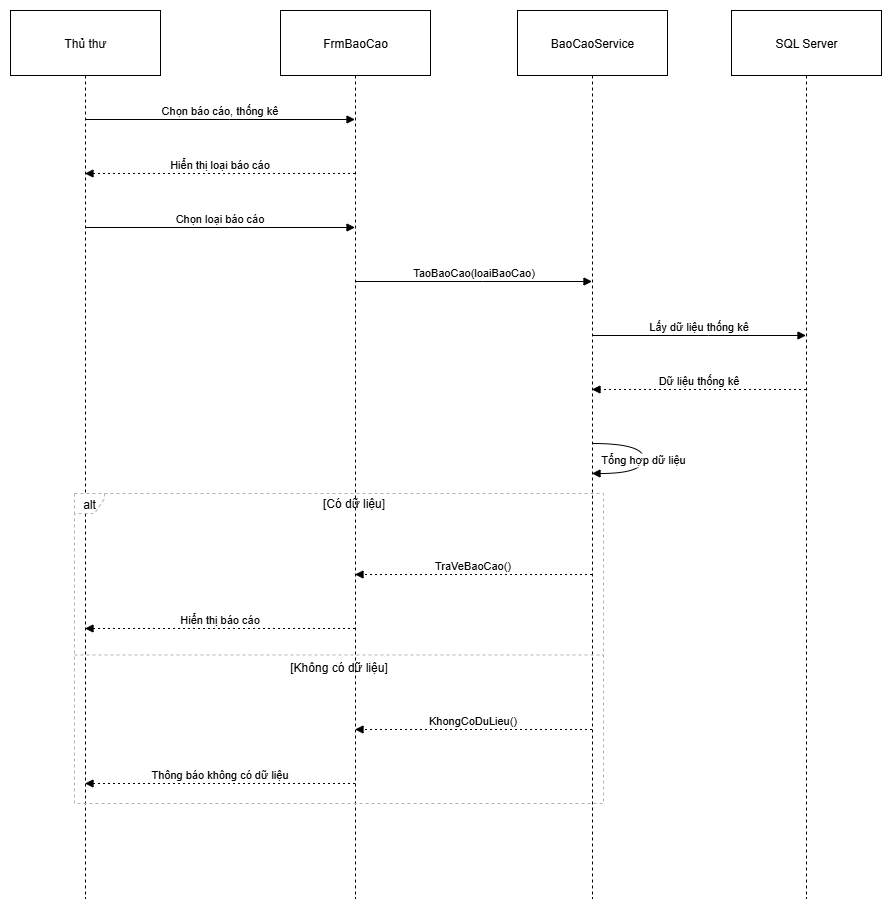 Thủ thư
FrmBaoCao
BaoCaoService
SQL Server
Chọn báo cáo, thống kê
Hiển thị loại báo cáo
Chọn loại báo cáo
TaoBaoCao(loaiBaoCao)
Lấy dữ liệu thống kê
Dữ liệu thống kê
Tổng hợp dữ liệu
alt
[Có dữ liệu]
TraVeBaoCao()
Hiển thị báo cáo
[Không có dữ liệu]
KhongCoDuLieu()
Thông báo không có dữ liệu